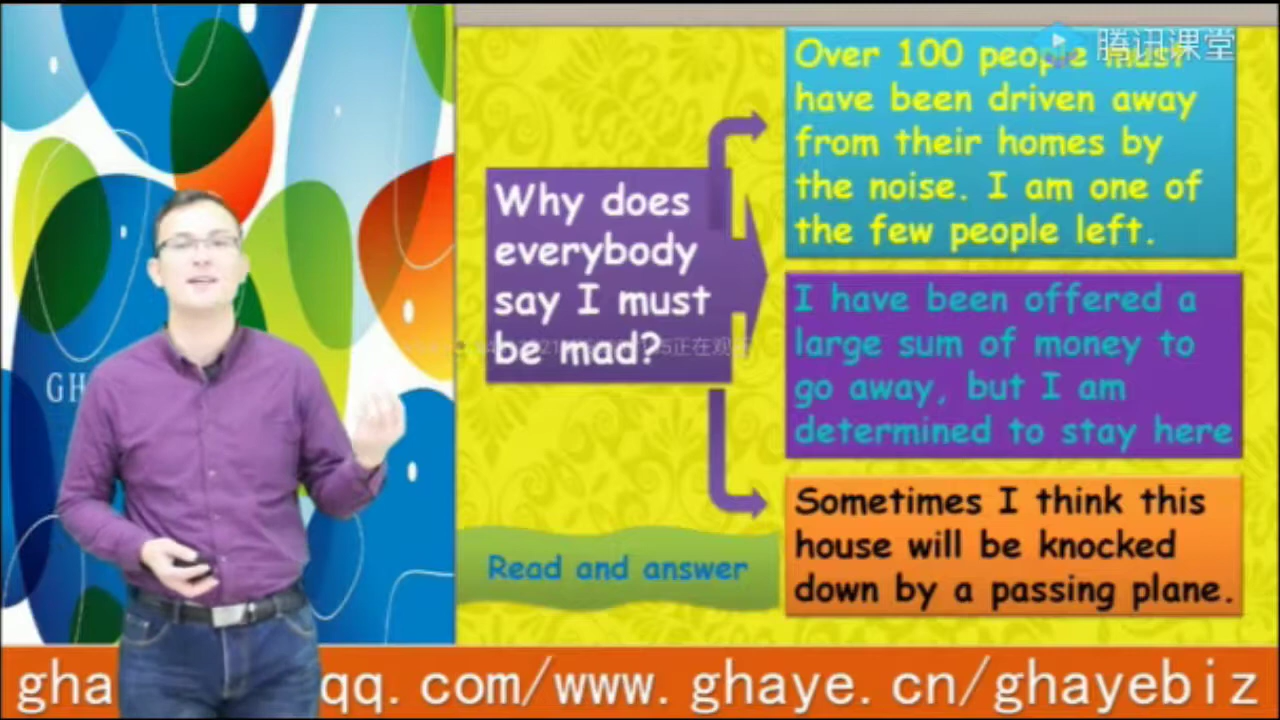 腾讯课堂
Over 100 people must
have been driven away
from their homes by
the noise. I am one of
the few people left.
Why does
everybody
say I must
be mad?
I have been offered a
large sum of money to
go away, but I am
determined to stay here
Sometimes I think this
house will be knocked
down by a passing plane.
Read and answer
GH
gha
qq.com/www.ghaye.cn/ghayebiz
正在观